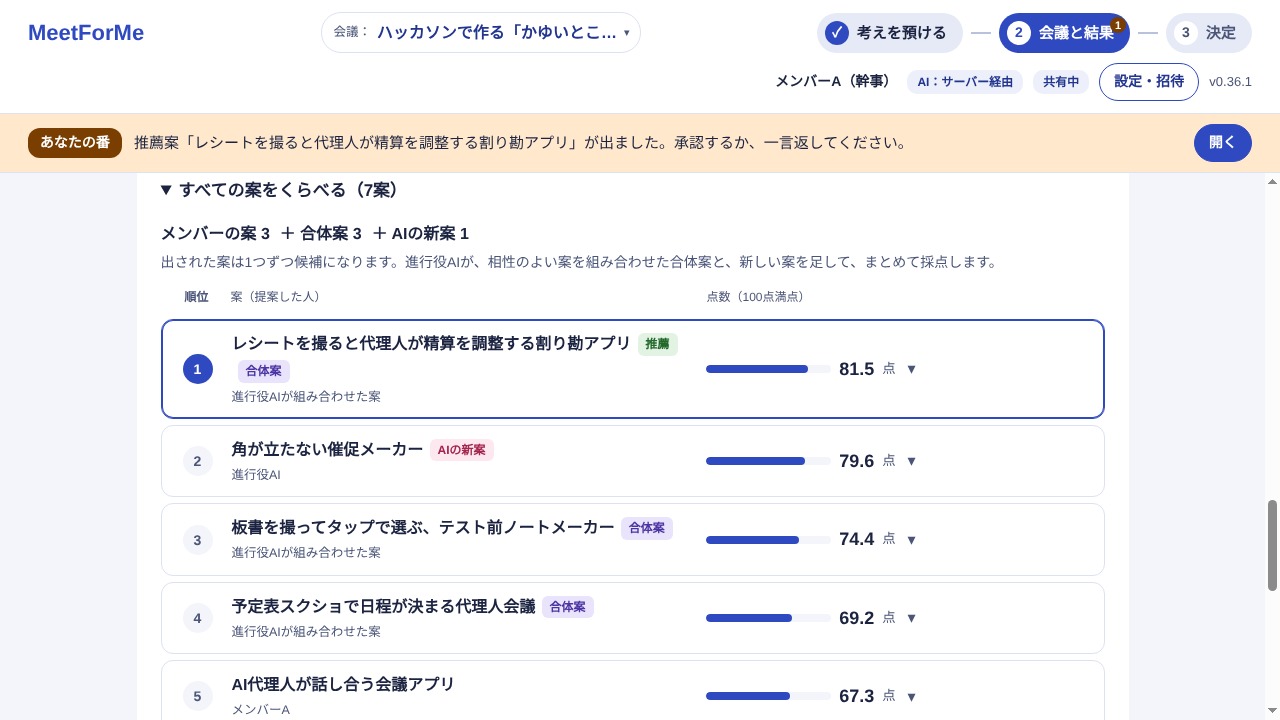 MeetForMe
会議： ハッカソンで作る「かゆいとこ… ▾
✓ 考えを預ける
2 会議と結果 1
3 決定
メンバーA（幹事） AI：サーバー経由 共有中 設定・招待 v0.36.1
あなたの番 推薦案「レシートを撮ると代理人が精算を調整する割り勘アプリ」が出ました。承認するか、一言返してください。 開く
▼ すべての案をくらべる（7案）
メンバーの案 3 ＋ 合体案 3 ＋ AIの新案 1
出された案は1つずつ候補になります。進行役AIが、相性のよい案を組み合わせた合体案と、新しい案を足して、まとめて採点します。
順位 案（提案した人） 点数（100点満点）
1 レシートを撮ると代理人が精算を調整する割り勘アプリ 推薦
合体案
進行役AIが組み合わせた案
81.5 点 ▼
2 角が立たない催促メーカー AIの新案
進行役AI
79.6 点 ▼
3 板書を撮ってタップで選ぶ、テスト前ノートメーカー 合体案
進行役AIが組み合わせた案
74.4 点 ▼
4 予定表スクショで日程が決まる代理人会議 合体案
進行役AIが組み合わせた案
69.2 点 ▼
5 AI代理人が話し合う会議アプリ
メンバーA
67.3 点 ▼